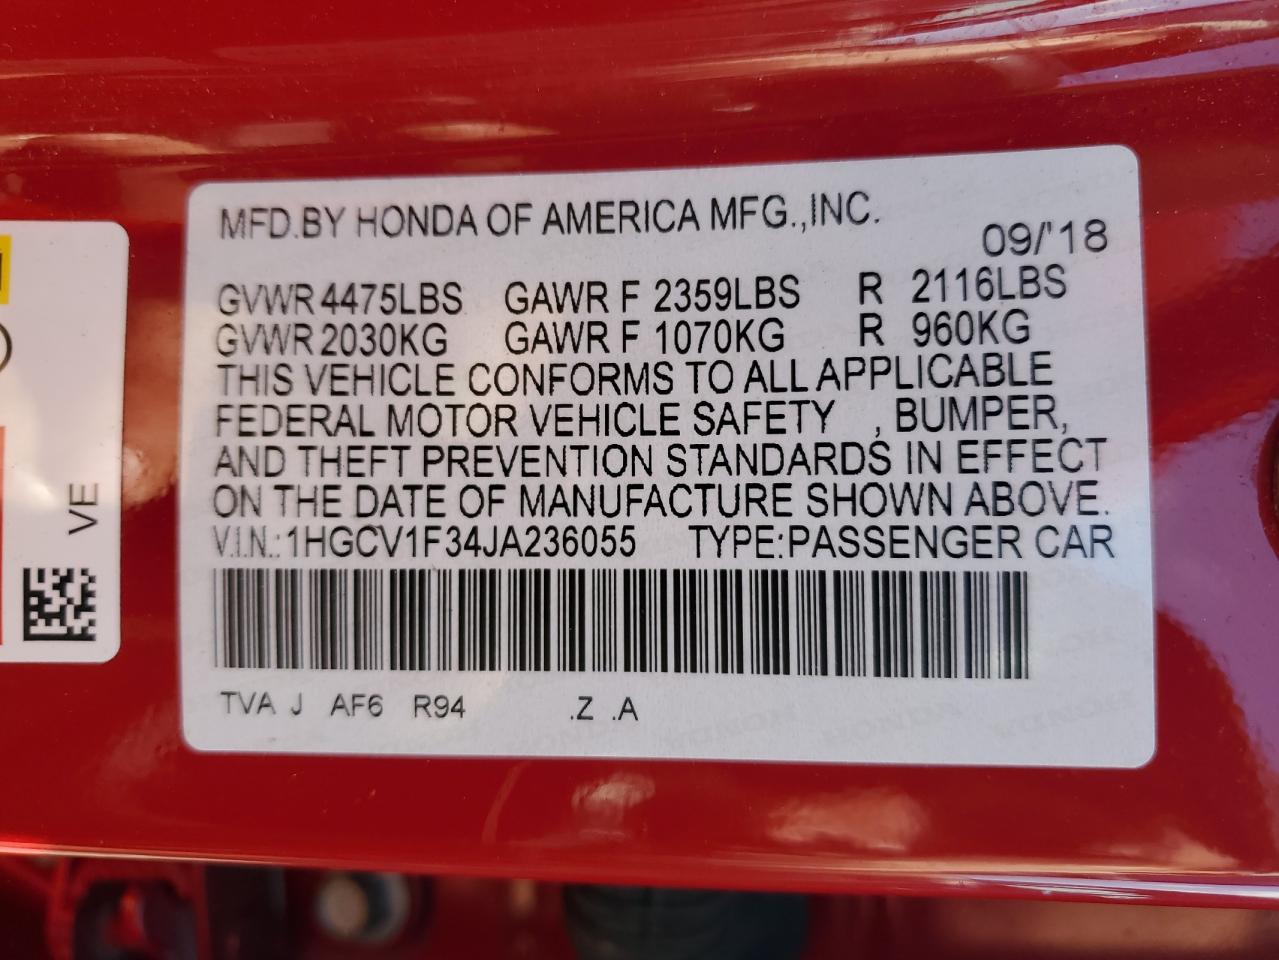 MFD.BY HONDA OF AMERICA MFG.,INC.
09/'18
GVWR 4475LBS GAWR F 2359LBS R 2116LBS
GVWR 2030KG GAWR F 1070KG R 960KG
THIS VEHICLE CONFORMS TO ALL APPLICABLE
FEDERAL MOTOR VEHICLE SAFETY , BUMPER,
AND THEFT PREVENTION STANDARDS IN EFFECT
ON THE DATE OF MANUFACTURE SHOWN ABOVE.
V.I.N.:1HGCV1F34JA236055 TYPE:PASSENGER CAR
TVA J AF6 R94 .Z .A
VE